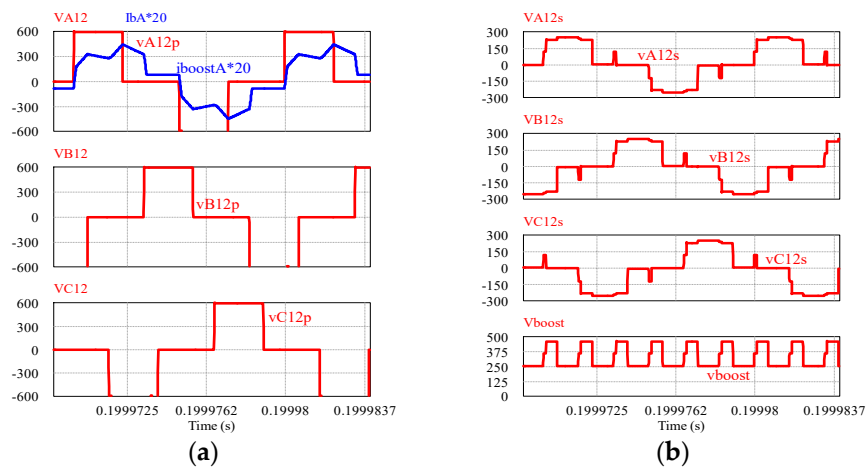 VA12 IbA*20
600
300
0
-300
-600
vA12p
iboostA*20
VB12
600
300
0
-300
-600
vB12p
VC12
600
300
0
-300
-600
vC12p
0.1999725 0.1999762 0.19998 0.1999837
Time (s)
(a)
VA12s
300
150
0
-150
-300
vA12s
VB12s
300
150
0
-150
-300
vB12s
VC12s
300
150
0
-150
-300
vC12s
Vboost
500
375
250
125
0
vboost
0.1999725 0.1999762 0.19998 0.1999837
Time (s)
(b)